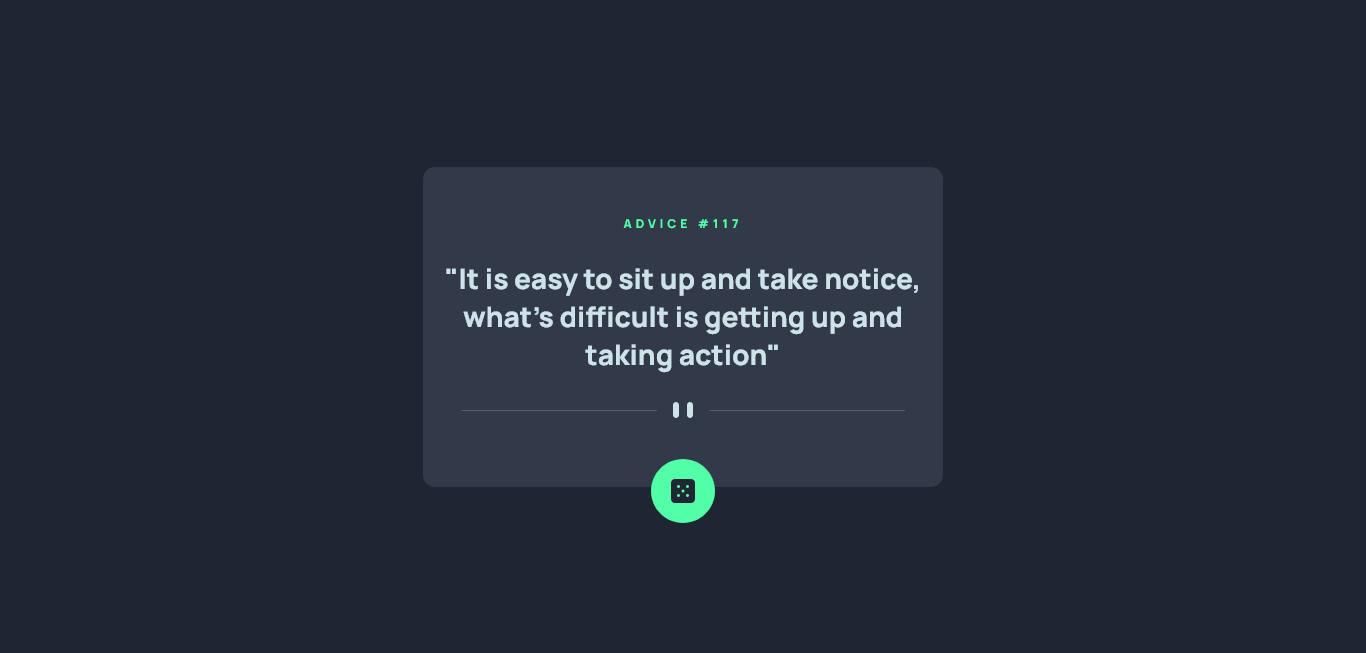 ADVICE #117
"It is easy to sit up and take notice,
what’s difficult is getting up and
taking action"